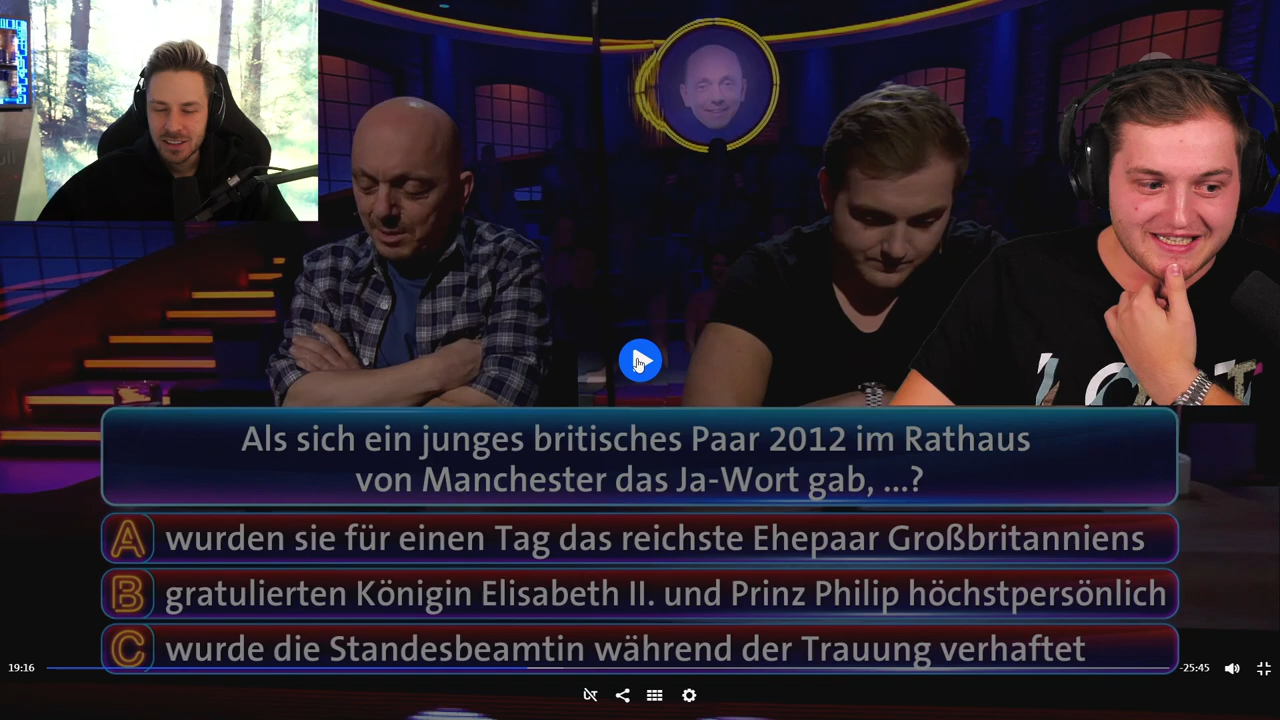 Als sich ein junges britisches Paar 2012 im Rathaus
von Manchester das Ja-Wort gab, ...?
A wurden sie für einen Tag das reichste Ehepaar Großbritanniens
B gratulierten Königin Elisabeth II. und Prinz Philip höchstpersönlich
C wurde die Standesbeamtin während der Trauung verhaftet
19:16
-25:45